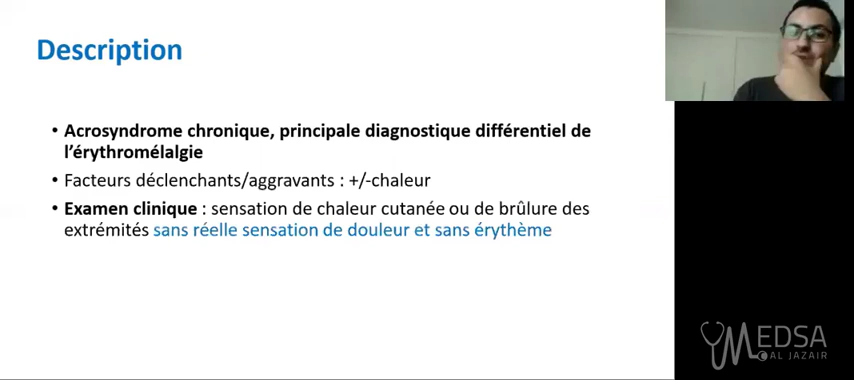 Description
• Acrosyndrome chronique, principale diagnostique différentiel de
l'érythromélalgie
• Facteurs déclenchants/aggravants : +/-chaleur
• Examen clinique : sensation de chaleur cutanée ou de brûlure des
extrémités sans réelle sensation de douleur et sans érythème
MEDSA
AL JAZAIR